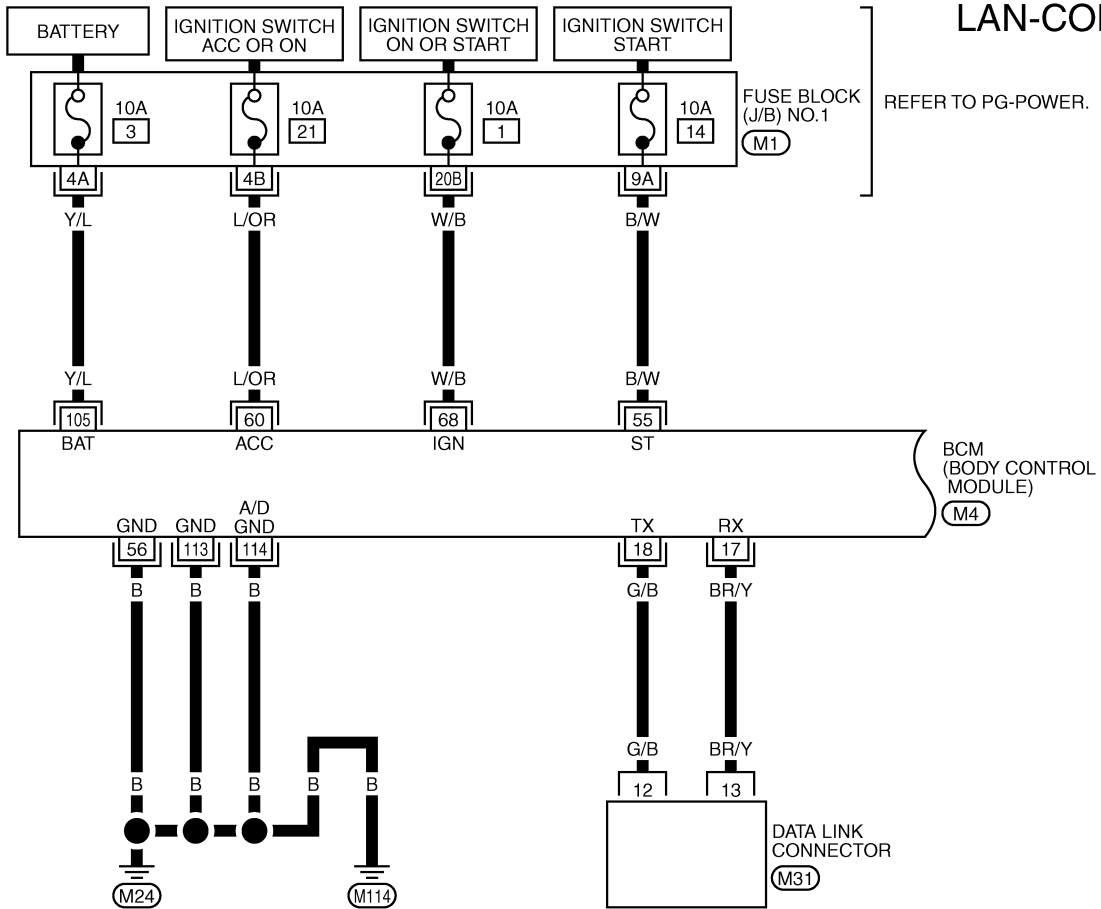 LAN-CO
BATTERY
IGNITION SWITCH
ACC OR ON
IGNITION SWITCH
ON OR START
IGNITION SWITCH
START
10A
3
10A
21
10A
1
10A
14
FUSE BLOCK
(J/B) NO.1
M1
REFER TO PG-POWER.
4A
4B
20B
9A
Y/L
L/OR
W/B
B/W
Y/L
L/OR
W/B
B/W
105
60
68
55
BAT
ACC
IGN
ST
BCM
(BODY CONTROL
MODULE)
M4
GND
GND
A/D
GND
TX
RX
56
113
114
18
17
B
B
B
G/B
BR/Y
G/B
BR/Y
B
B
B
B
B
12
13
DATA LINK
CONNECTOR
M31
M24
M114